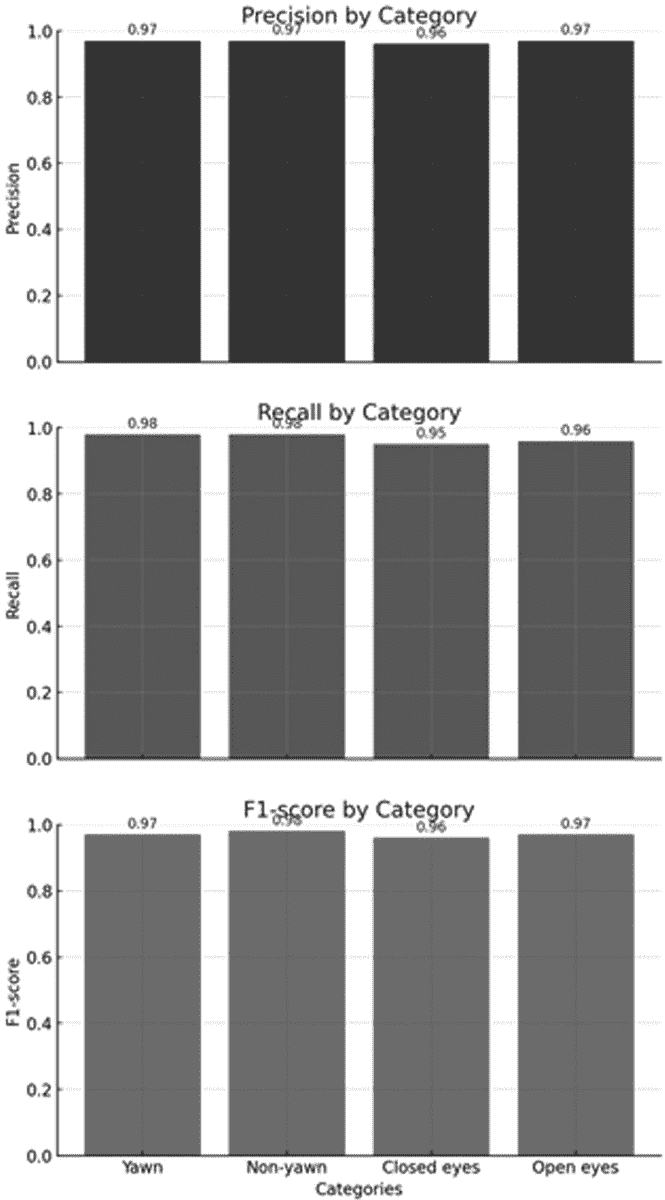 Precision by Category
0.97 0.97 0.96 0.97
1.0
0.8
0.6
0.4
0.2
0.0
Precision
Recall by Category
0.98 0.98 0.95 0.96
1.0
0.8
0.6
0.4
0.2
0.0
Recall
F1-score by Category
0.97 0.98 0.96 0.97
1.0
0.8
0.6
0.4
0.2
0.0
F1-score
Yawn Non-yawn Closed eyes Open eyes
Categories